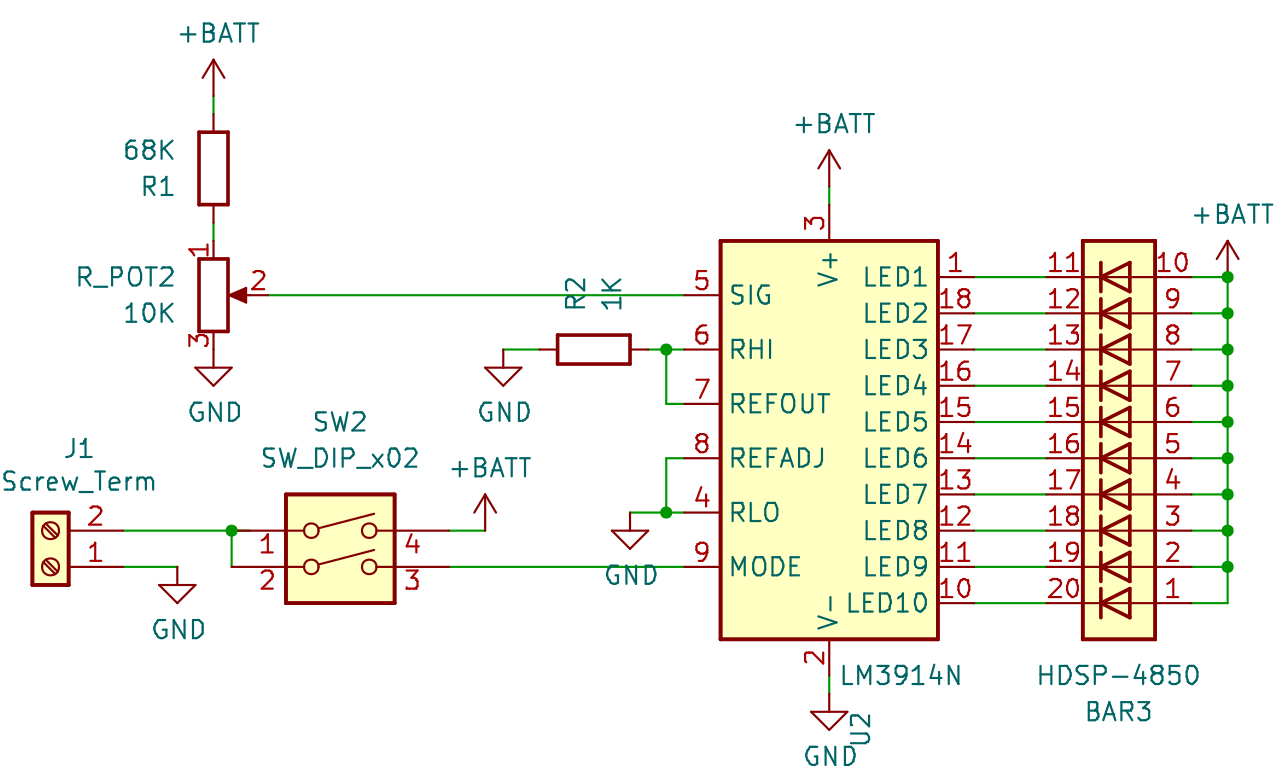 +BATT
68K
R1
1
R_POT2
2
10K
3
GND
+BATT
3
V+
5
SIG
R2
1K
6
RHI
GND
7
REFOUT
8
REFADJ
4
RLO
GND
9
MODE
LED1
1
LED2
18
LED3
17
LED4
16
LED5
15
LED6
14
LED7
13
LED8
12
LED9
11
LED10
10
V-
2
LM3914N
U2
GND
+BATT
11
10
12
9
13
8
14
7
15
6
16
5
17
4
18
3
19
2
20
1
HDSP-4850
BAR3
SW2
SW_DIP_x02
+BATT
1
4
2
3
J1
Screw_Term
2
1
GND